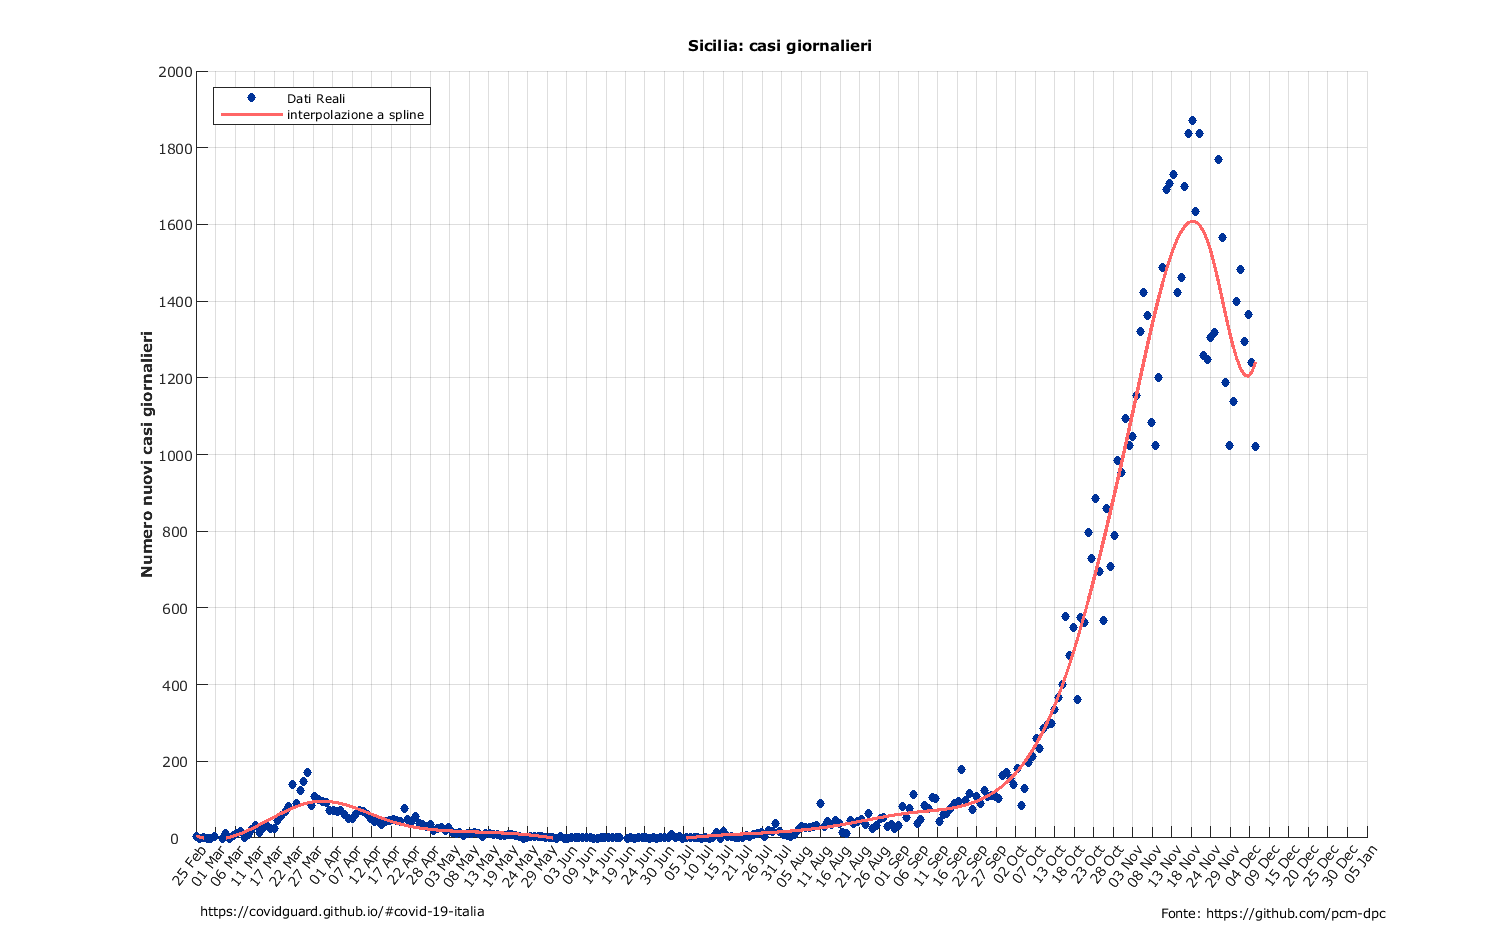 Sicilia: casi giornalieri
2000
1800
1600
1400
1200
1000
800
600
400
200
0
Numero nuovi casi giornalieri
Dati Reali
interpolazione a spline
25 Feb
01 Mar
06 Mar
11 Mar
17 Mar
22 Mar
27 Mar
01 Apr
07 Apr
12 Apr
17 Apr
22 Apr
28 Apr
03 May
08 May
13 May
19 May
24 May
29 May
03 Jun
09 Jun
14 Jun
19 Jun
24 Jun
30 Jun
05 Jul
10 Jul
15 Jul
21 Jul
26 Jul
31 Jul
05 Aug
11 Aug
16 Aug
21 Aug
26 Aug
01 Sep
06 Sep
11 Sep
16 Sep
22 Sep
27 Sep
02 Oct
07 Oct
13 Oct
18 Oct
23 Oct
28 Oct
03 Nov
08 Nov
13 Nov
18 Nov
24 Nov
29 Nov
04 Dec
09 Dec
15 Dec
20 Dec
25 Dec
30 Dec
05 Jan
https://covidguard.github.io/#covid-19-italia
Fonte: https://github.com/pcm-dpc